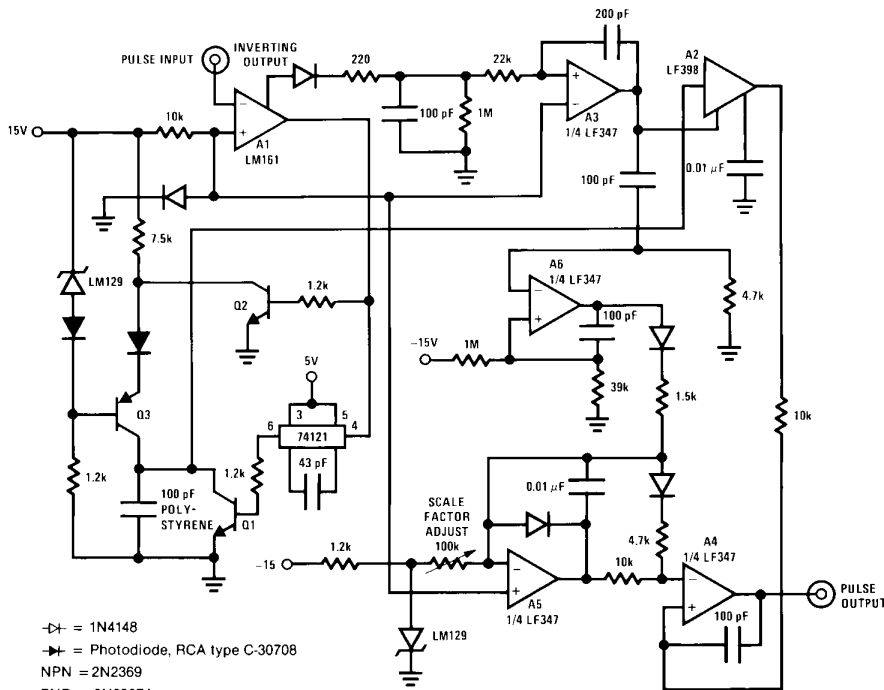 200 pF
PULSE INPUT
INVERTING
OUTPUT
220
22k
A2
LF398
15V
10k
A1
LM161
100 pF
1M
A3
1/4 LF347
100 pF
0.01 μF
7.5k
LM129
Q2
1.2k
A6
1/4 LF347
100 pF
4.7k
-15V
1M
39k
5V
1.5k
10k
Q3
3
5
6
74121
4
43 pF
1.2k
1.2k
100 pF
POLY-
STYRENE
Q1
SCALE
FACTOR
ADJUST
0.01 μF
-15
1.2k
100k
4.7k
A4
1/4 LF347
10k
A5
1/4 LF347
100 pF
PULSE
OUTPUT
LM129
= 1N4148
= Photodiode, RCA type C-30708
NPN = 2N2369